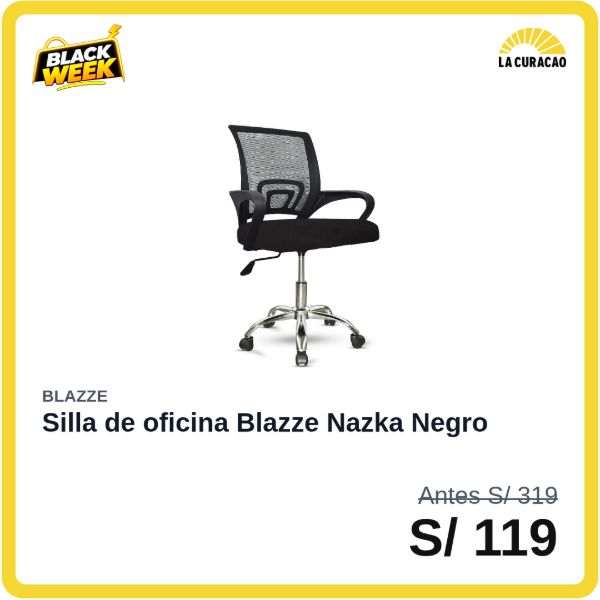 BLACK
WEEK
LA CURACAO
BLAZZE
Silla de oficina Blazze Nazka Negro
Antes S/ 319
S/ 119